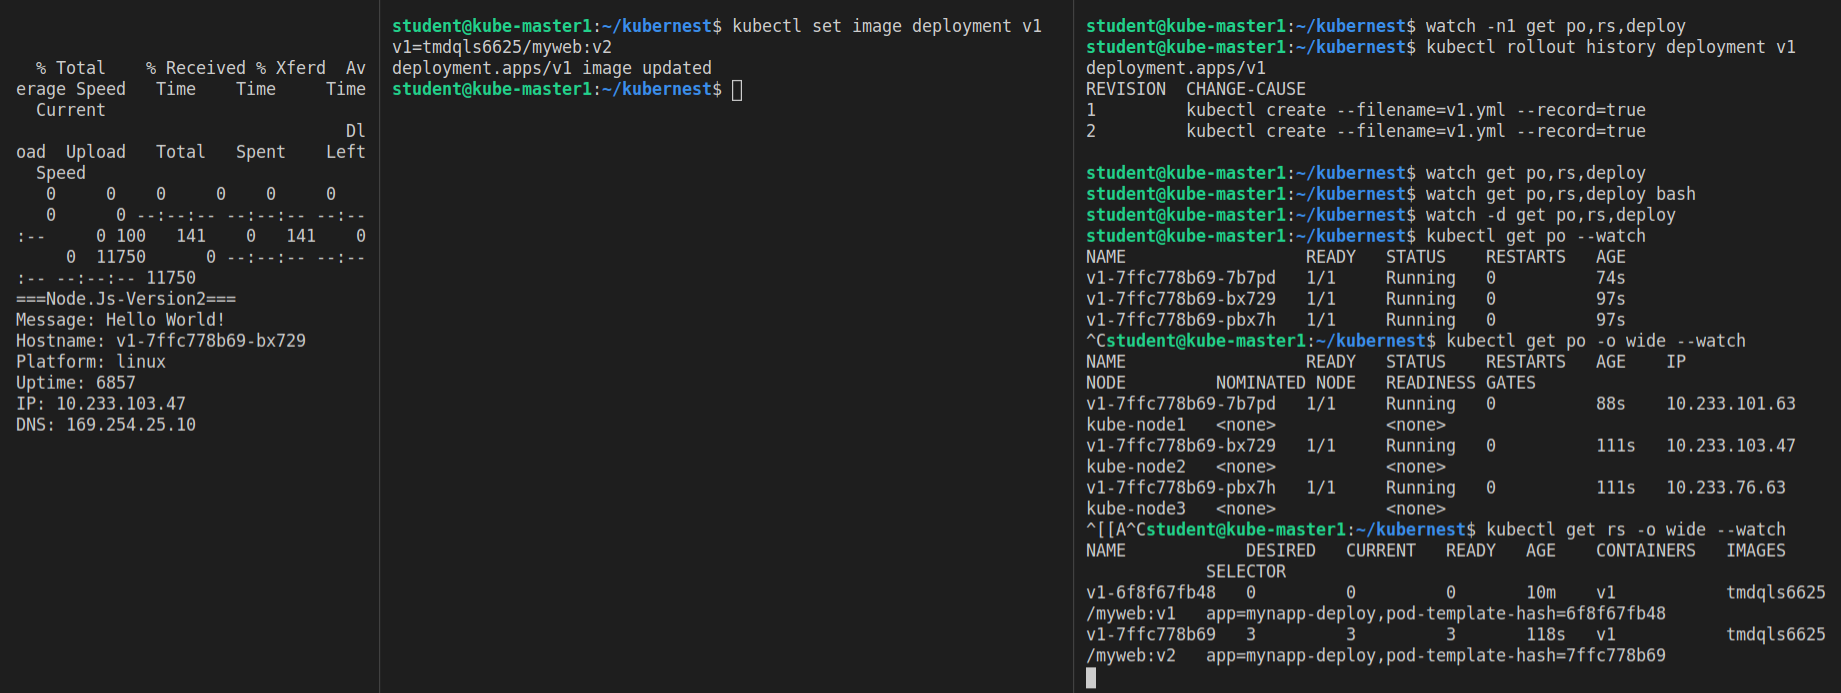 % Total    % Received % Xferd  Av
erage Speed   Time    Time     Time
  Current
                                 Dl
oad  Upload   Total   Spent    Left
  Speed
   0     0    0     0    0     0
   0      0 --:--:-- --:--:-- --:--
:--     0 100   141    0   141    0
     0  11750      0 --:--:-- --:--
:-- --:--:-- 11750
===Node.Js-Version2===
Message: Hello World!
Hostname: v1-7ffc778b69-bx729
Platform: linux
Uptime: 6857
IP: 10.233.103.47
DNS: 169.254.25.10
student@kube-master1:~/kubernest$ kubectl set image deployment v1
v1=tmdqls6625/myweb:v2
deployment.apps/v1 image updated
student@kube-master1:~/kubernest$
student@kube-master1:~/kubernest$ watch -n1 get po,rs,deploy
student@kube-master1:~/kubernest$ kubectl rollout history deployment v1
deployment.apps/v1
REVISION  CHANGE-CAUSE
1         kubectl create --filename=v1.yml --record=true
2         kubectl create --filename=v1.yml --record=true
student@kube-master1:~/kubernest$ watch get po,rs,deploy
student@kube-master1:~/kubernest$ watch get po,rs,deploy bash
student@kube-master1:~/kubernest$ watch -d get po,rs,deploy
student@kube-master1:~/kubernest$ kubectl get po --watch
NAME                  READY   STATUS    RESTARTS   AGE
v1-7ffc778b69-7b7pd   1/1     Running   0          74s
v1-7ffc778b69-bx729   1/1     Running   0          97s
v1-7ffc778b69-pbx7h   1/1     Running   0          97s
^Cstudent@kube-master1:~/kubernest$ kubectl get po -o wide --watch
NAME                  READY   STATUS    RESTARTS   AGE    IP
NODE         NOMINATED NODE   READINESS GATES
v1-7ffc778b69-7b7pd   1/1     Running   0          88s    10.233.101.63
kube-node1   <none>           <none>
v1-7ffc778b69-bx729   1/1     Running   0          111s   10.233.103.47
kube-node2   <none>           <none>
v1-7ffc778b69-pbx7h   1/1     Running   0          111s   10.233.76.63
kube-node3   <none>           <none>
^[[A^Cstudent@kube-master1:~/kubernest$ kubectl get rs -o wide --watch
NAME            DESIRED   CURRENT   READY   AGE    CONTAINERS   IMAGES
            SELECTOR
v1-6f8f67fb48   0         0         0       10m    v1           tmdqls6625
/myweb:v1   app=mynapp-deploy,pod-template-hash=6f8f67fb48
v1-7ffc778b69   3         3         3       118s   v1           tmdqls6625
/myweb:v2   app=mynapp-deploy,pod-template-hash=7ffc778b69